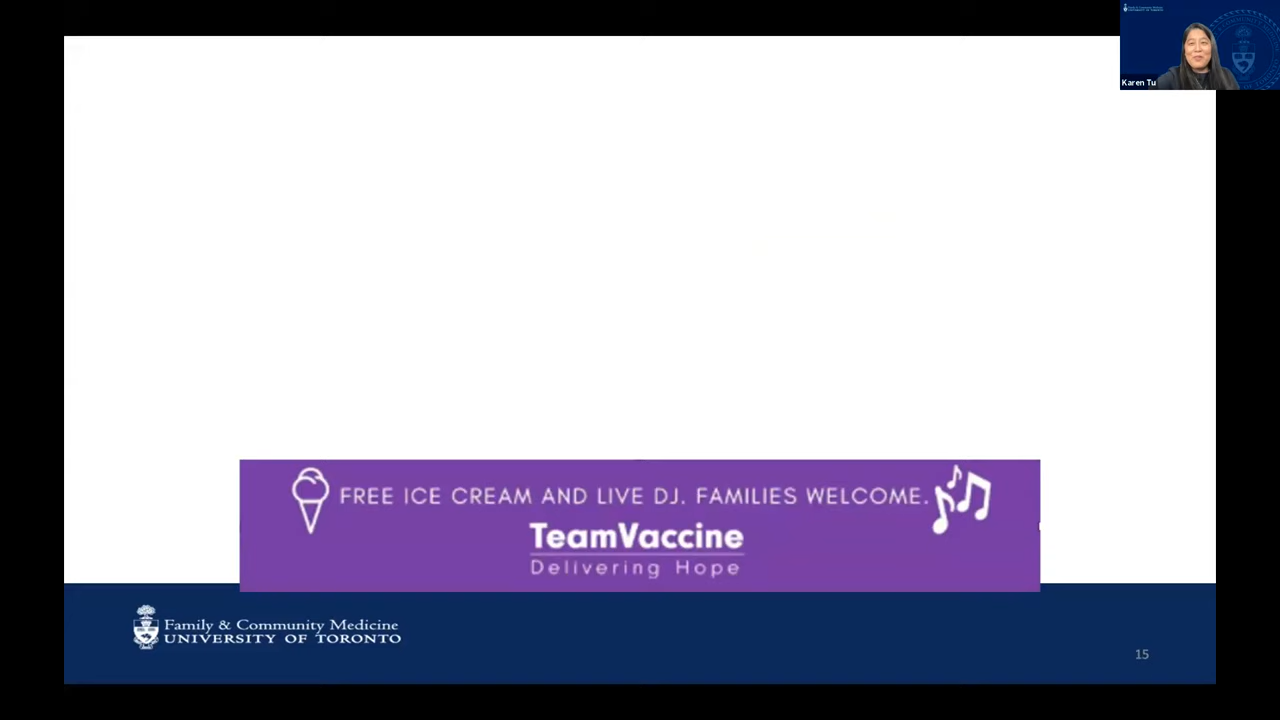 Karen Tu
FREE ICE CREAM AND LIVE DJ. FAMILIES WELCOME.
TeamVaccine
Delivering Hope
Family & Community Medicine
UNIVERSITY OF TORONTO
15